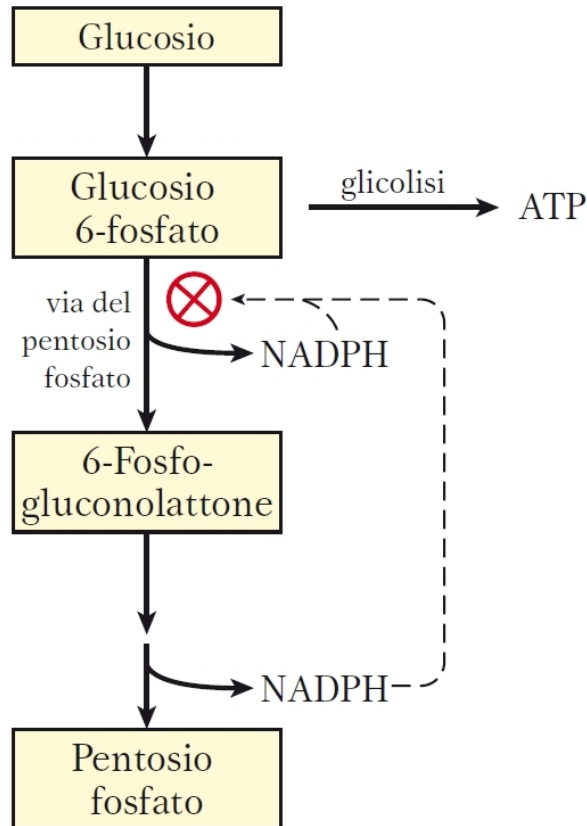 Glucosio
Glucosio
6-fosfato
glicolisi
ATP
via del
pentosio
fosfato
NADPH
6-Fosfo-
gluconolattone
NADPH
Pentosio
fosfato